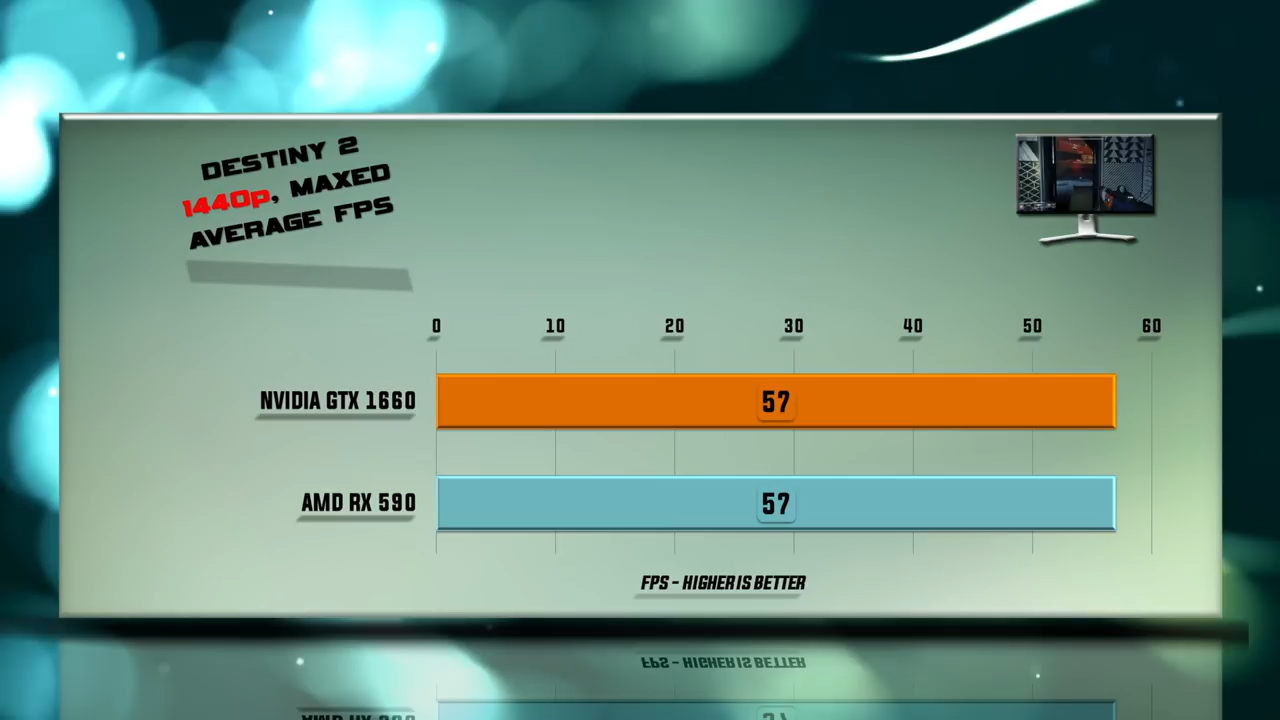 DESTINY 2
1440p, MAXED
AVERAGE FPS
0 10 20 30 40 50 60
NVIDIA GTX 1660 57
AMD RX 590 57
FPS - HIGHER IS BETTER